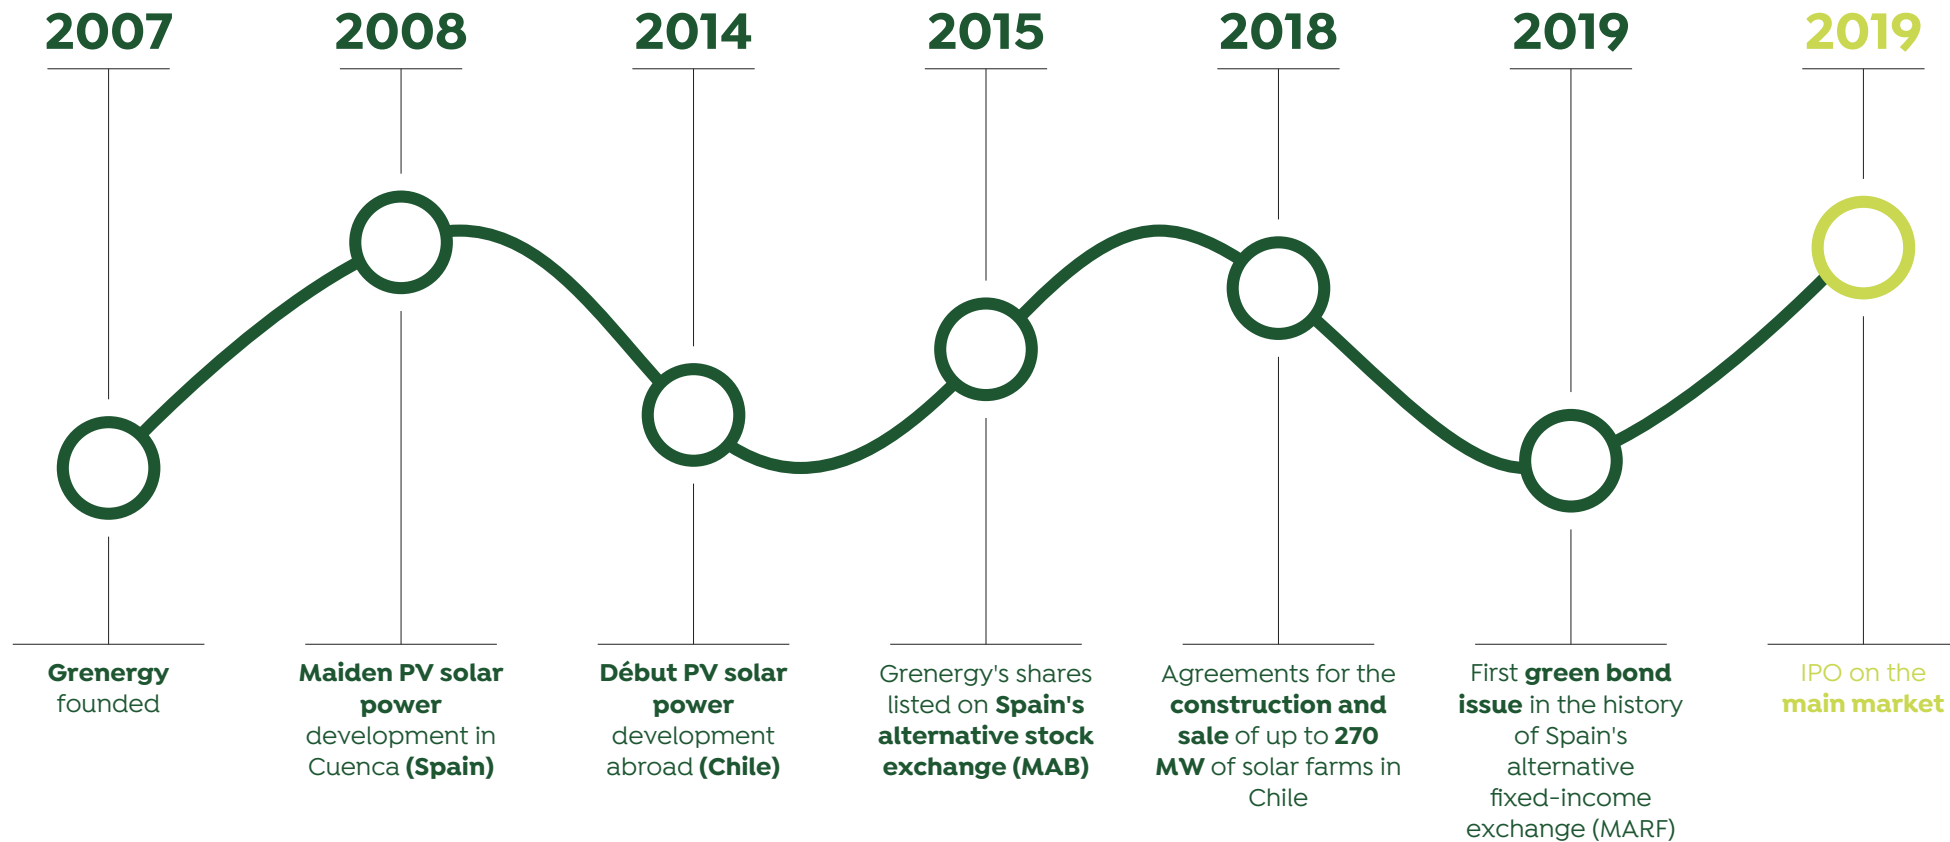 2007
2008
2014
2015
2018
2019
2019
Grenergy
founded
Maiden PV solar
power
development in
Cuenca (Spain)
Début PV solar
power
development
abroad (Chile)
Grenergy's shares
listed on Spain's
alternative stock
exchange (MAB)
Agreements for the
construction and
sale of up to 270
MW of solar farms in
Chile
First green bond
issue in the history
of Spain's
alternative
fixed-income
exchange (MARF)
IPO on the
main market